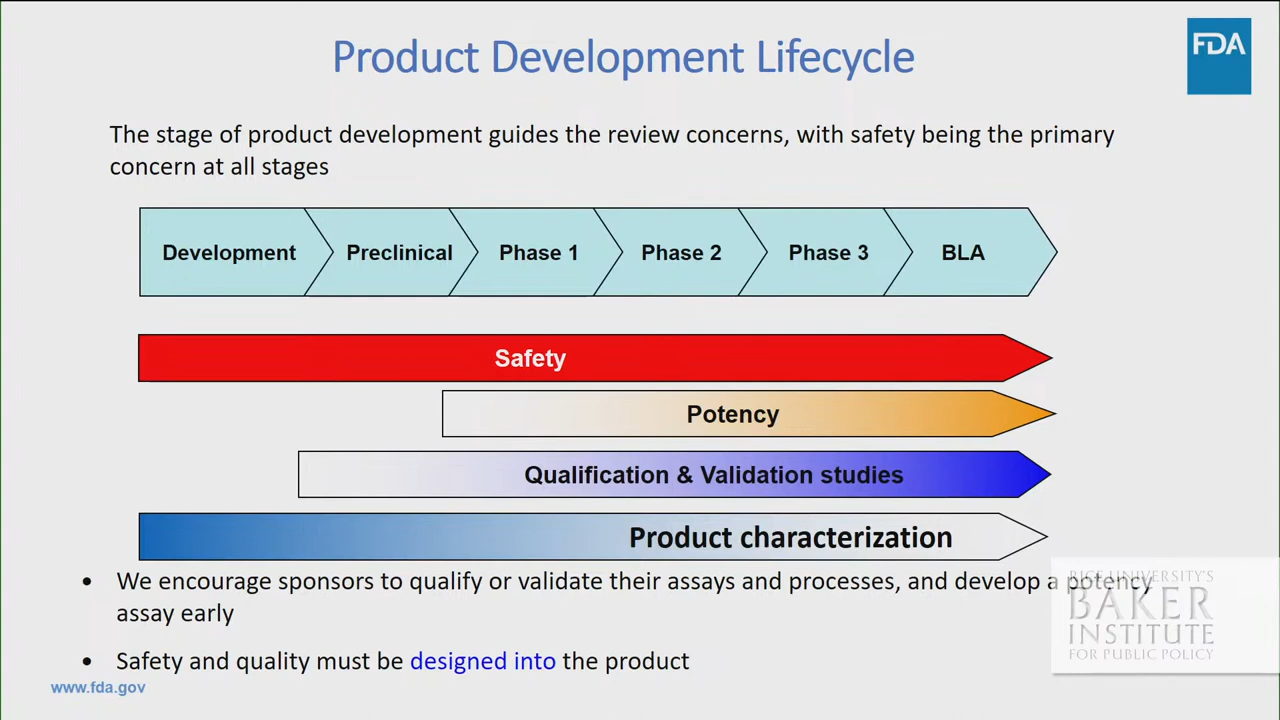 Product Development Lifecycle
FDA
The stage of product development guides the review concerns, with safety being the primary
concern at all stages
Development
Preclinical
Phase 1
Phase 2
Phase 3
BLA
Safety
Potency
Qualification & Validation studies
Product characterization
• We encourage sponsors to qualify or validate their assays and processes, and develop a potency
assay early
• Safety and quality must be designed into the product
RICE UNIVERSITY'S
BAKER
INSTITUTE
FOR PUBLIC POLICY
www.fda.gov